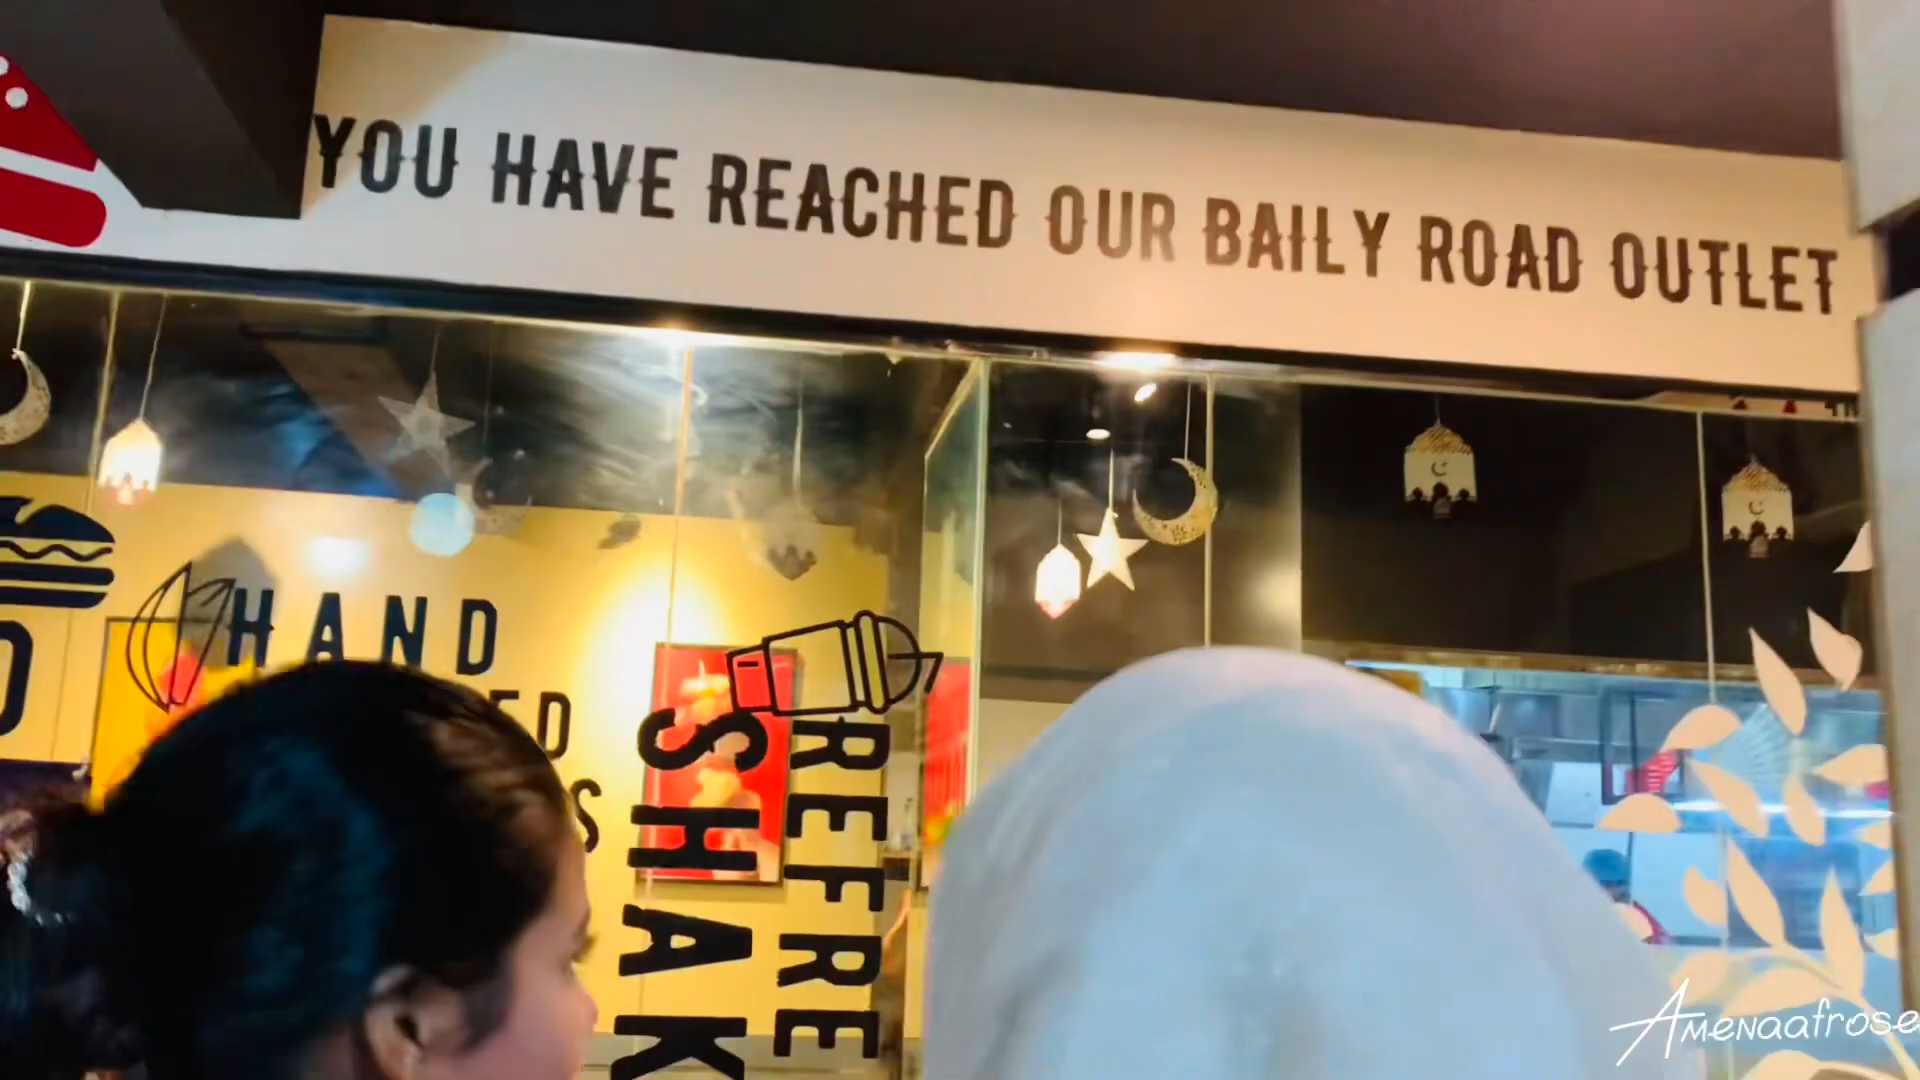 YOU HAVE REACHED OUR BAILY ROAD OUTLET
HAND
SHAK
REFRE
Amenaafrose